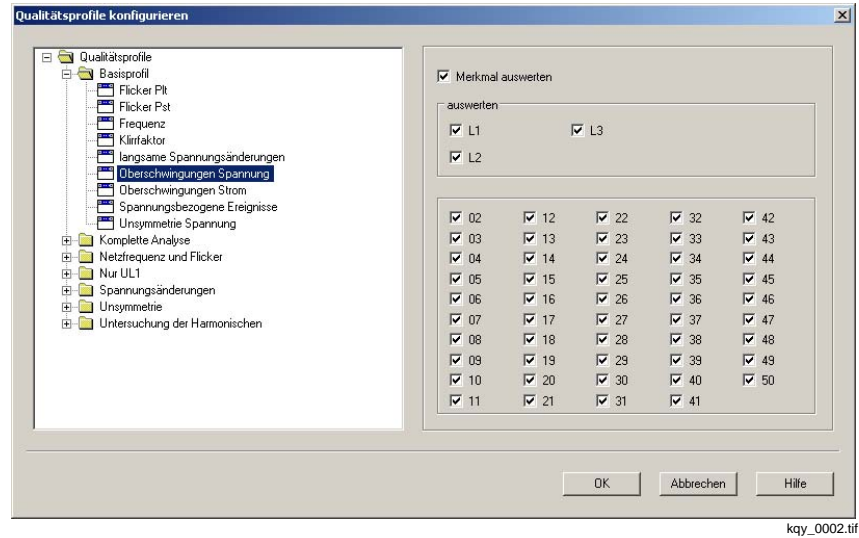 Qualitätsprofile konfigurieren
Qualitätsprofile
Basisprofil
Flicker Plt
Flicker Pst
Frequenz
Klirrfaktor
langsame Spannungsänderungen
Oberschwingungen Spannung
Oberschwingungen Strom
Spannungsbezogene Ereignisse
Unsymmetrie Spannung
Komplette Analyse
Netzfrequenz und Flicker
Nur UL1
Spannungsänderungen
Unsymmetrie
Untersuchung der Harmonischen
Merkmal auswerten
auswerten
L1 L3
L2
02 12 22 32 42
03 13 23 33 43
04 14 24 34 44
05 15 25 35 45
06 16 26 36 46
07 17 27 37 47
08 18 28 38 48
09 19 29 39 49
10 20 30 40 50
11 21 31 41
OK Abbrechen Hilfe
kqy_0002.tif